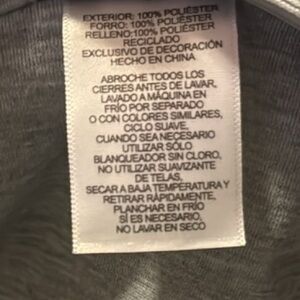 EXTERIOR: 100% POLIÉSTER
FORRO: 100% POLIÉSTER
RELLENO:100% POLIÉSTER
RECICLADO
EXCLUSIVO DE DECORACIÓN
HECHO EN CHINA
ABROCHE TODOS LOS
CIERRES ANTES DE LAVAR,
LAVADO A MÁQUINA EN
FRÍO POR SEPARADO
O CON COLORES SIMILARES,
CICLO SUAVE,
CUANDO SEA NECESARIO
UTILIZAR SÓLO
BLANQUEADOR SIN CLORO,
NO UTILIZAR SUAVIZANTE
DE TELAS,
SECAR A BAJA TEMPERATURA Y
RETIRAR RÁPIDAMENTE,
PLANCHAR EN FRÍO
SI ES NECESARIO,
NO LAVAR EN SECO